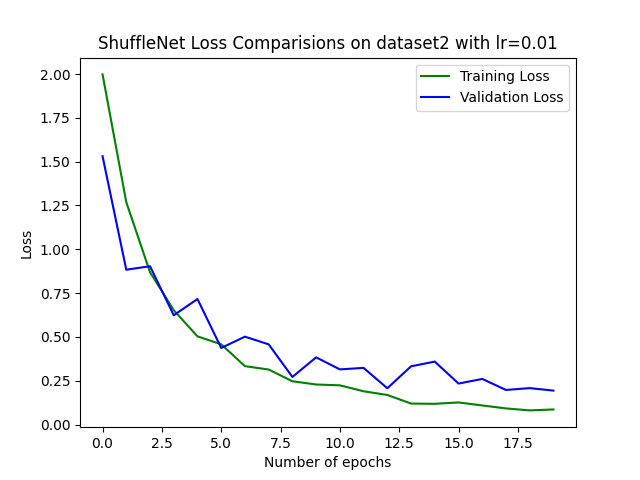 ShuffleNet Loss Comparisions on dataset2 with lr=0.01
Training Loss
Validation Loss
2.00
1.75
1.50
1.25
1.00
0.75
0.50
0.25
0.00
Loss
0.0 2.5 5.0 7.5 10.0 12.5 15.0 17.5
Number of epochs